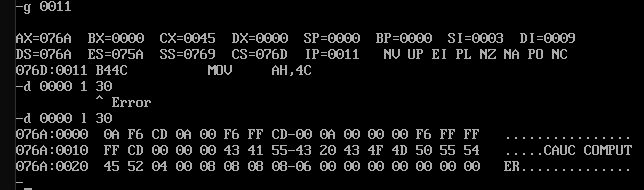 -g 0011
AX=076A BX=0000 CX=0045 DX=0000 SP=0000 BP=0000 SI=0003 DI=0009
DS=076A ES=075A SS=0769 CS=076D IP=0011 NV UP EI PL NZ NA PO NC
076D:0011 B44C MOV AH,4C
-d 0000 1 30
^ Error
-d 0000 l 30
076A:0000 0A F6 CD 0A 00 F6 FF CD-00 0A 00 00 00 F6 FF FF ................
076A:0010 FF CD 00 00 00 43 41 55-43 20 43 4F 4D 50 55 54 .....CAUC COMPUT
076A:0020 45 52 04 00 08 08 08 08-06 00 00 00 00 00 00 00 ER..............
-